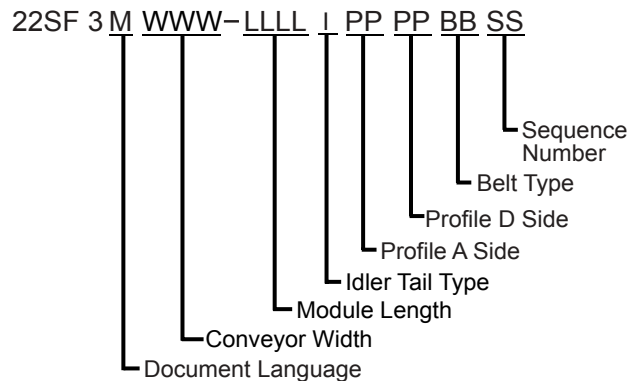 22SF 3 M WWW-LLLL I PP PP BB SS
Sequence
Number
Belt Type
Profile D Side
Profile A Side
Idler Tail Type
Module Length
Conveyor Width
Document Language